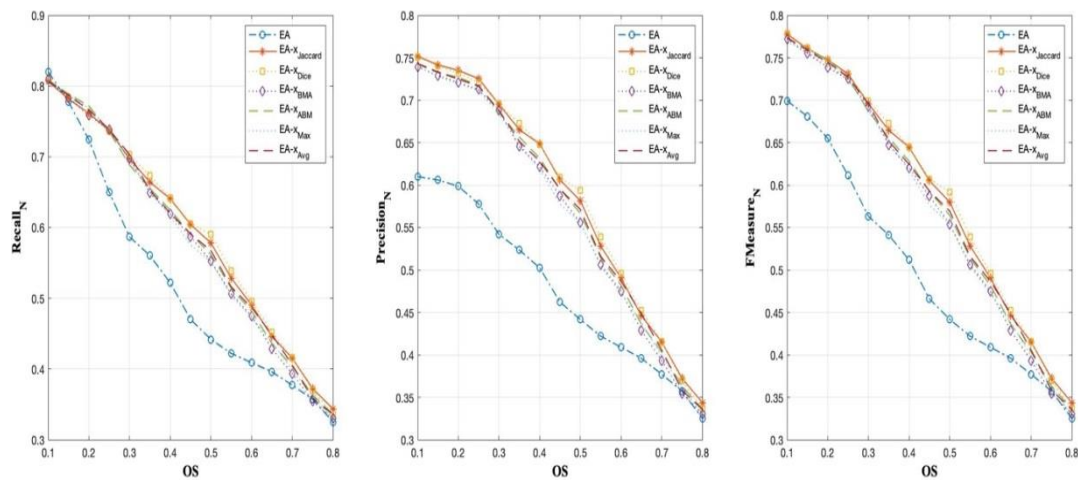 0.9
0.8
0.7
0.6
0.5
0.4
0.3
Recall_N
0.1 0.2 0.3 0.4 0.5 0.6 0.7 0.8
OS
EA
EA-x_Jaccard
EA-x_Dice
EA-x_BMA
EA-x_ABM
EA-x_Max
EA-x_Avg
0.8
0.75
0.7
0.65
0.6
0.55
0.5
0.45
0.4
0.35
0.3
Precision_N
0.1 0.2 0.3 0.4 0.5 0.6 0.7 0.8
OS
EA
EA-x_Jaccard
EA-x_Dice
EA-x_BMA
EA-x_ABM
EA-x_Max
EA-x_Avg
0.8
0.75
0.7
0.65
0.6
0.55
0.5
0.45
0.4
0.35
0.3
FMeasure_N
0.1 0.2 0.3 0.4 0.5 0.6 0.7 0.8
OS
EA
EA-x_Jaccard
EA-x_Dice
EA-x_BMA
EA-x_ABM
EA-x_Max
EA-x_Avg